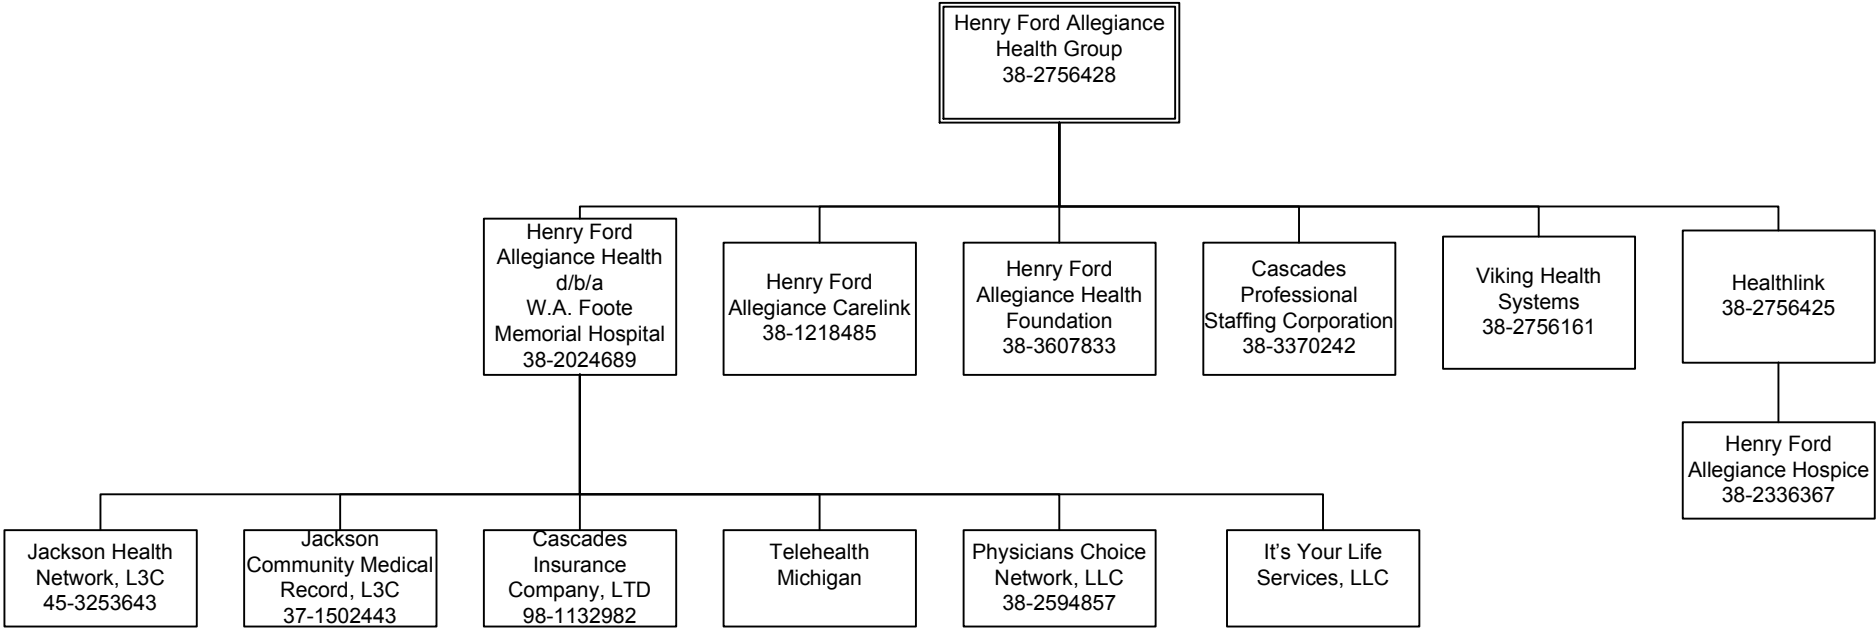 Henry Ford Allegiance
Health Group
38-2756428
Henry Ford
Allegiance Health
d/b/a
W.A. Foote
Memorial Hospital
38-2024689
Henry Ford
Allegiance Carelink
38-1218485
Henry Ford
Allegiance Health
Foundation
38-3607833
Cascades
Professional
Staffing Corporation
38-3370242
Viking Health
Systems
38-2756161
Healthlink
38-2756425
Henry Ford
Allegiance Hospice
38-2336367
Jackson Health
Network, L3C
45-3253643
Jackson
Community Medical
Record, L3C
37-1502443
Cascades
Insurance
Company, LTD
98-1132982
Telehealth
Michigan
Physicians Choice
Network, LLC
38-2594857
It’s Your Life
Services, LLC